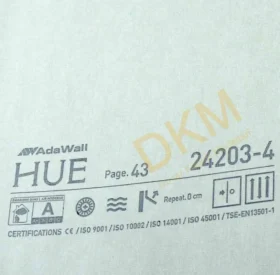 AdaWall
HUE Page. 43 24203-4
DKM
A Repeat. 0 cm
CERTIFICATIONS CE / ISO 9001 / ISO 10002 / ISO 14001 / ISO 45001 / TSE-EN13501-1